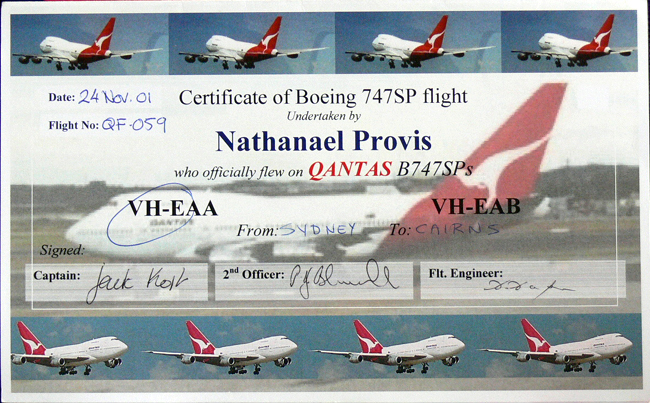 Date: 24 Nov. 01
Certificate of Boeing 747SP flight
Undertaken by
Flight No: QF-059
Nathanael Provis
who officially flew on QANTAS B747SPs
VH-EAA VH-EAB
From: SYDNEY To: CAIRNS
Signed:
Captain: 2nd Officer: Flt. Engineer: